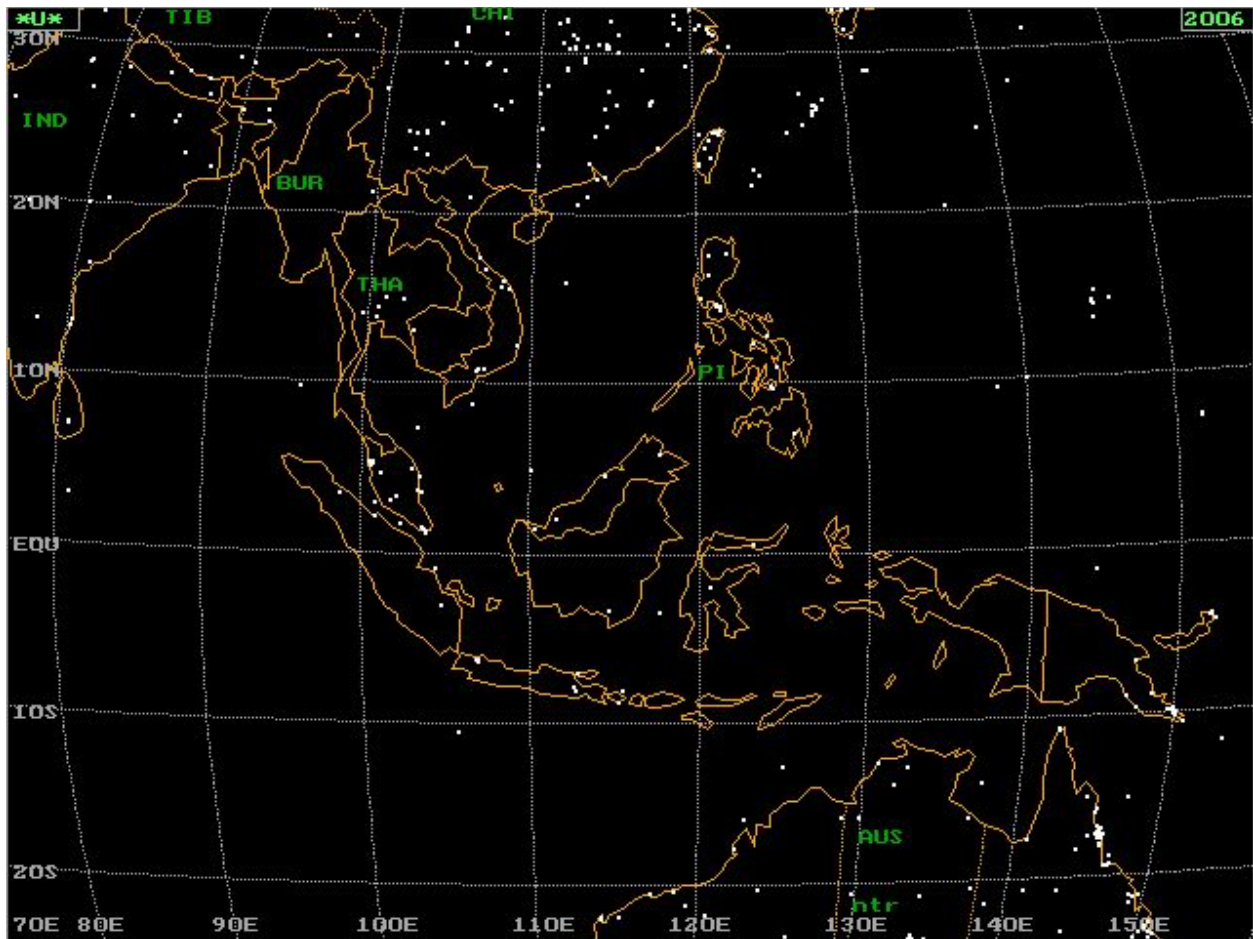 *U* TIB CHI 2006
30N
IND
BUR
20N
THA
10N PI
EQU
10S
AUS
20S
ntr
70E 80E 90E 100E 110E 120E 130E 140E 150E